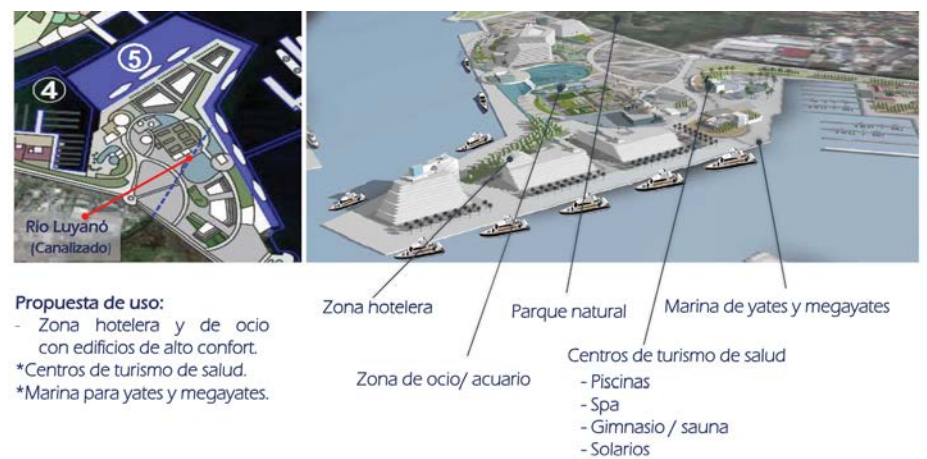 5
4
Río Luyanó
(Canalizado)
Propuesta de uso:
- Zona hotelera y de ocio
con edificios de alto confort.
*Centros de turismo de salud.
*Marina para yates y megayates.
Zona hotelera
Parque natural
Marina de yates y megayates
Zona de ocio/ acuario
Centros de turismo de salud
- Piscinas
- Spa
- Gimnasio / sauna
- Solarios